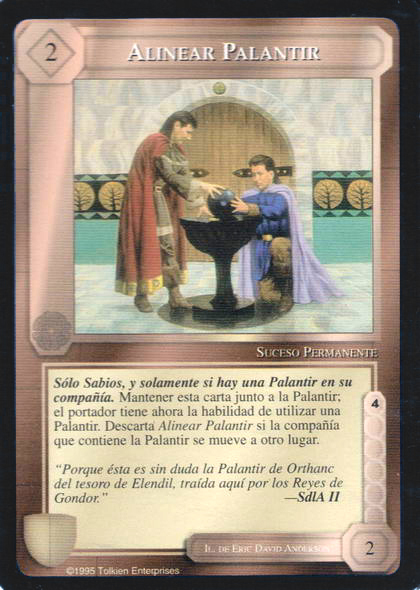 2
ALINEAR PALANTIR
SUCESO PERMANENTE
Sólo Sabios, y solamente si hay una Palantir en su
compañía. Mantener esta carta junto a la Palantir;
el portador tiene ahora la habilidad de utilizar una
Palantir. Descarta Alinear Palantir si la compañía
que contiene la Palantir se mueve a otro lugar.
4
“Porque ésta es sin duda la Palantir de Orthanc
del tesoro de Elendil, traída aquí por los Reyes de
Gondor.” —SdlA II
IL. DE ERIC DAVID ANDERSON
2
©1995 Tolkien Enterprises